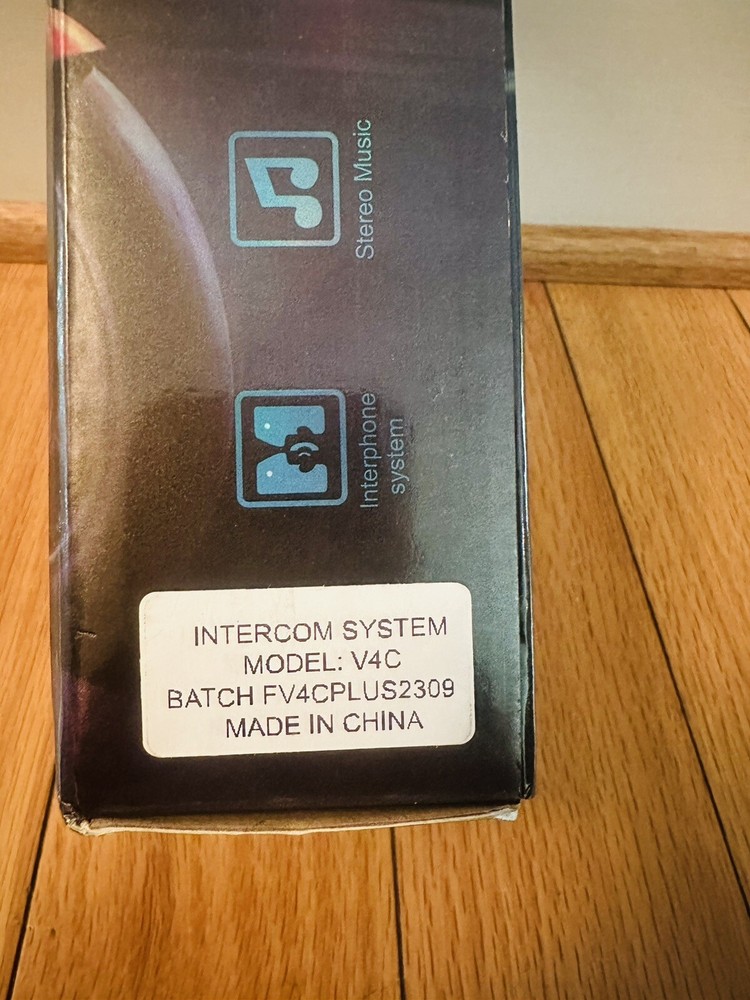 Stereo Music
Interphone
system
INTERCOM SYSTEM
MODEL: V4C
BATCH FV4CPLUS2309
MADE IN CHINA